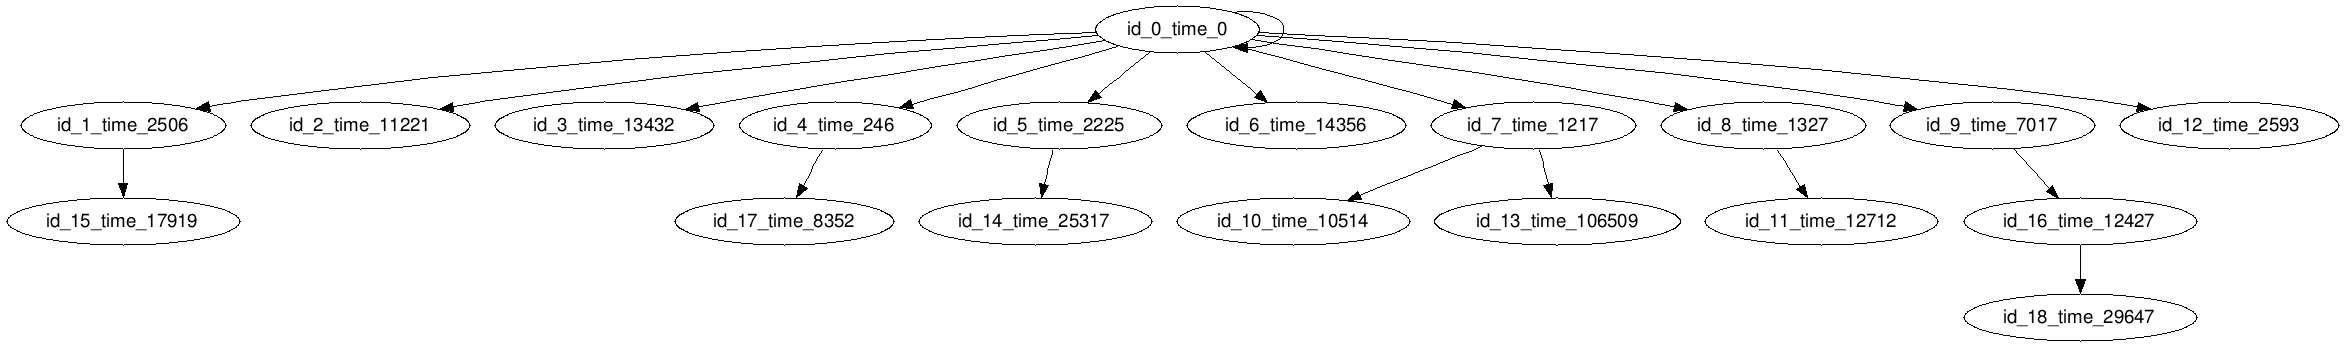 id_0_time_0
id_1_time_2506
id_2_time_11221
id_3_time_13432
id_4_time_246
id_5_time_2225
id_6_time_14356
id_7_time_1217
id_8_time_1327
id_9_time_7017
id_12_time_2593
id_15_time_17919
id_17_time_8352
id_14_time_25317
id_10_time_10514
id_13_time_106509
id_11_time_12712
id_16_time_12427
id_18_time_29647